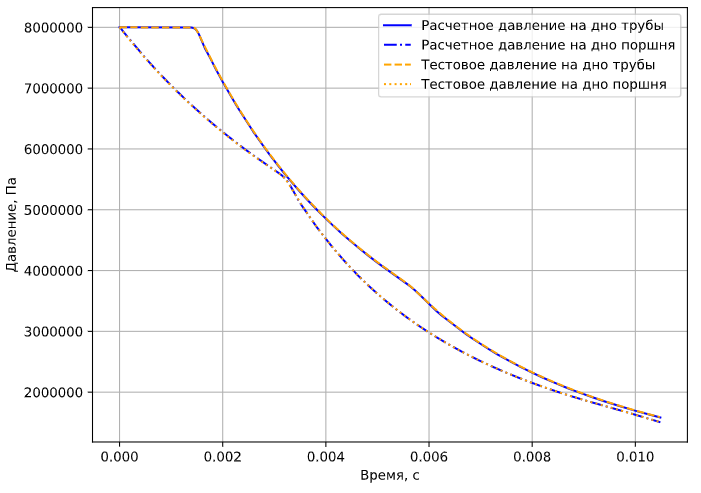 8000000
7000000
6000000
5000000
4000000
3000000
2000000
Давление, Па
Расчетное давление на дно трубы
Расчетное давление на дно поршня
Тестовое давление на дно трубы
Тестовое давление на дно поршня
0.000 0.002 0.004 0.006 0.008 0.010
Время, с